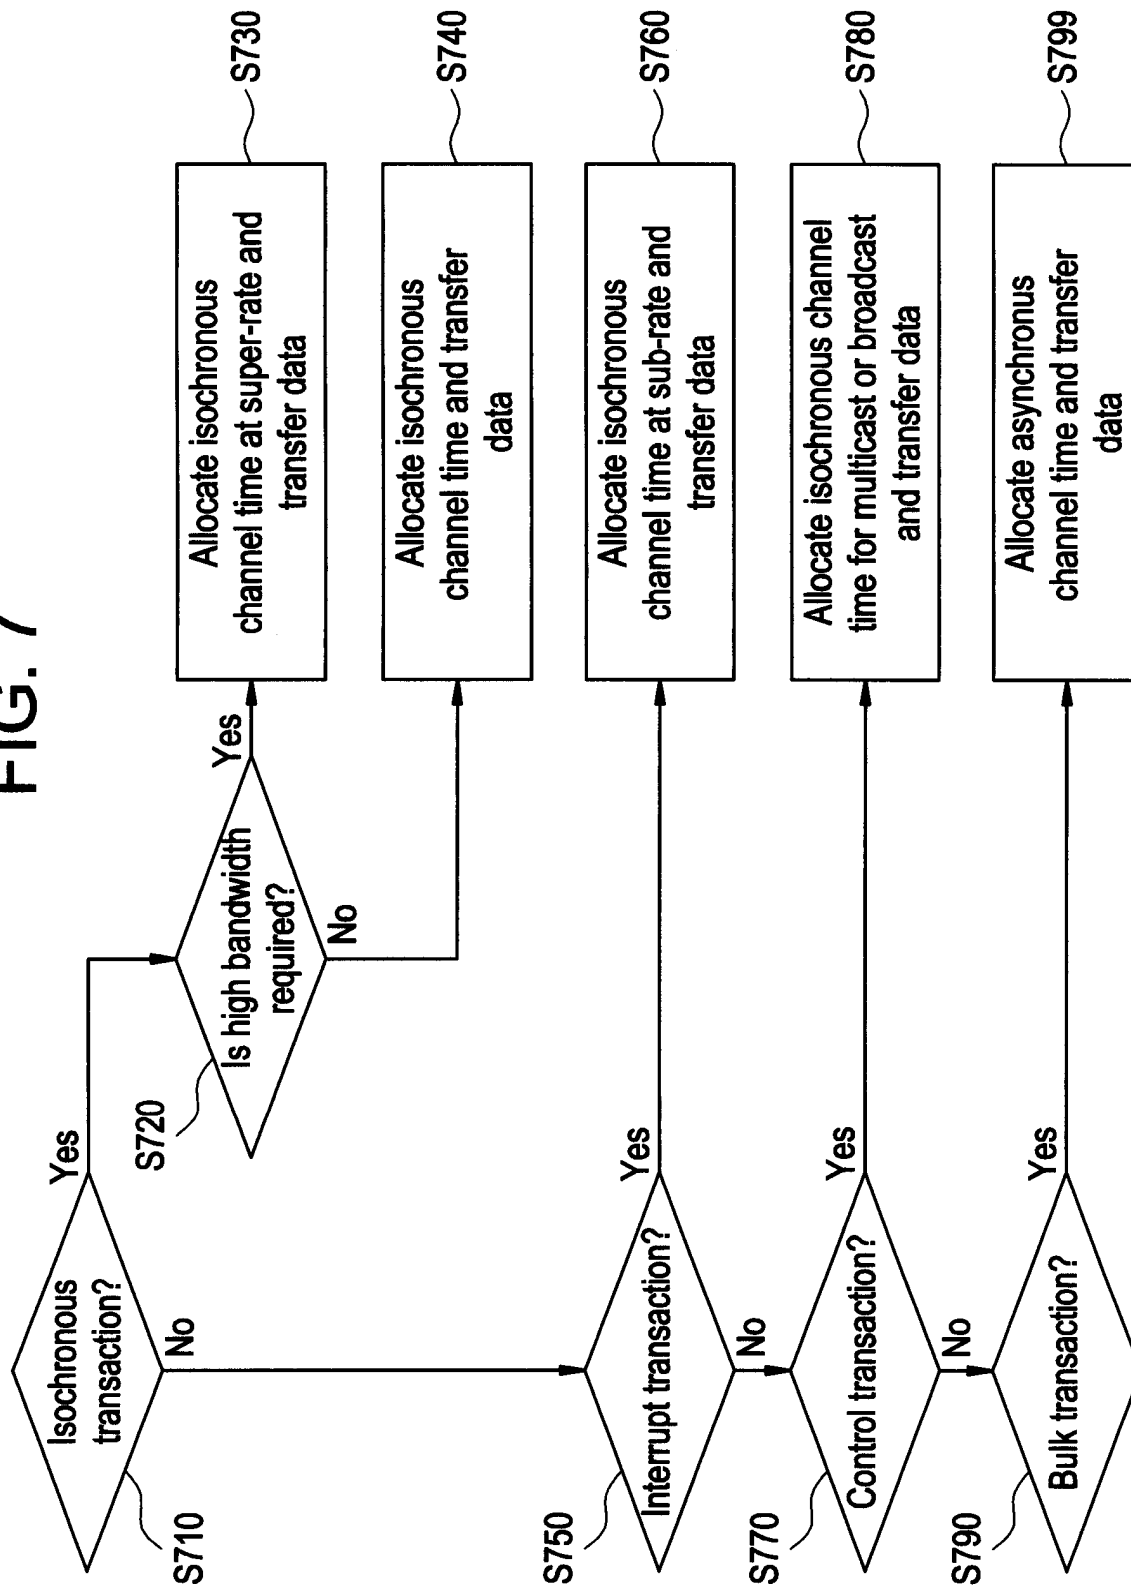 FIG. 7
Isochronous
transaction?
S710
Yes
No
Is high bandwidth
required?
S720
Yes
No
Allocate isochronous
channel time at super-rate and
transfer data
S730
Allocate isochronous
channel time and transfer
data
S740
Interrupt transaction?
S750
Yes
No
Allocate isochronous
channel time at sub-rate and
transfer data
S760
Control transaction?
S770
Yes
No
Allocate isochronous channel
time for multicast or broadcast
and transfer data
S780
Bulk transaction?
S790
Yes
Allocate asynchronus
channel time and transfer
data
S799